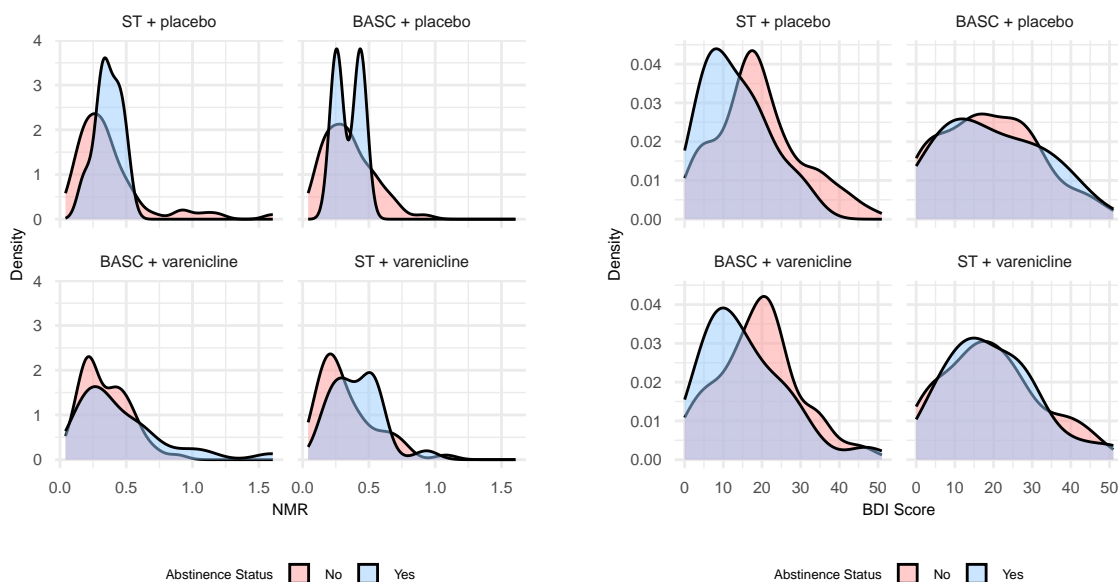 ST + placebo
BASC + placebo
4
3
2
1
0
BASC + varenicline
ST + varenicline
4
3
2
1
0
0.0 0.5 1.0 1.5
0.0 0.5 1.0 1.5
NMR
Density
Abstinence Status No Yes
ST + placebo
BASC + placebo
0.04
0.03
0.02
0.01
0.00
BASC + varenicline
ST + varenicline
0.04
0.03
0.02
0.01
0.00
0 10 20 30 40 50
0 10 20 30 40 50
BDI Score
Density
Abstinence Status No Yes